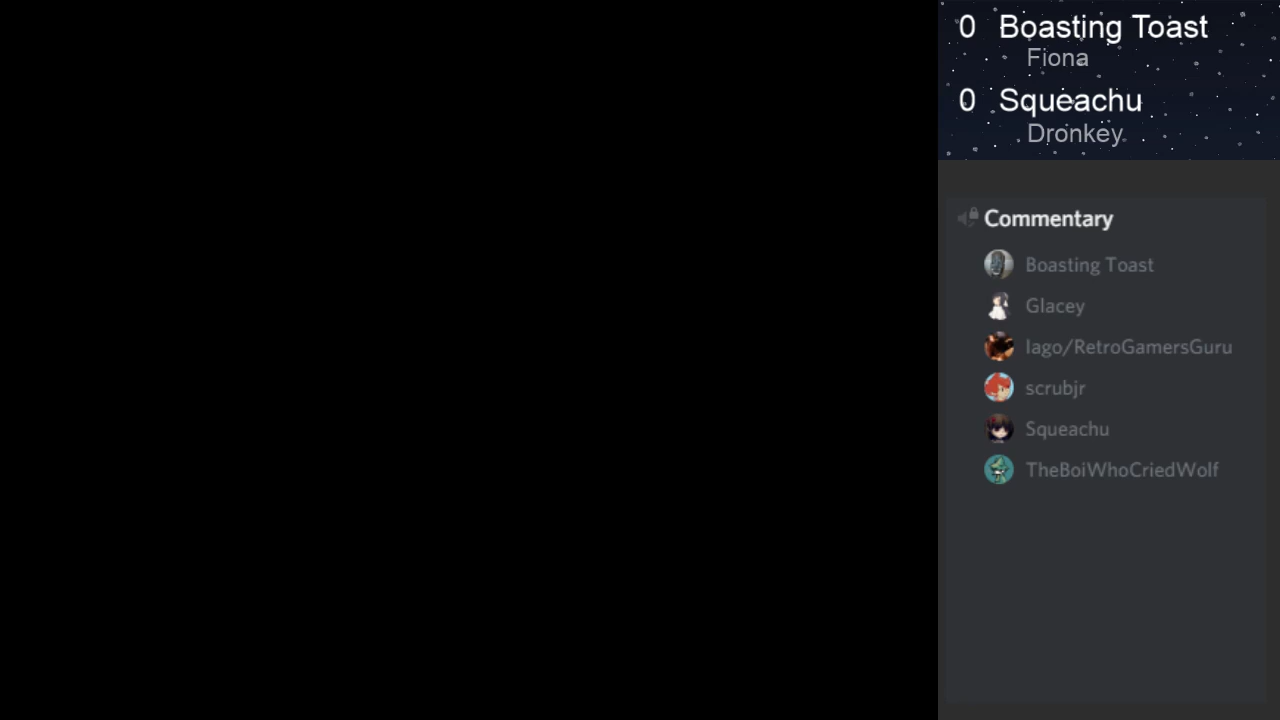 0 Boasting Toast
Fiona
0 Squeachu
Dronkey
Commentary
Boasting Toast
Glacey
Iago/RetroGamersGuru
scrubjr
Squeachu
TheBoiWhoCriedWolf